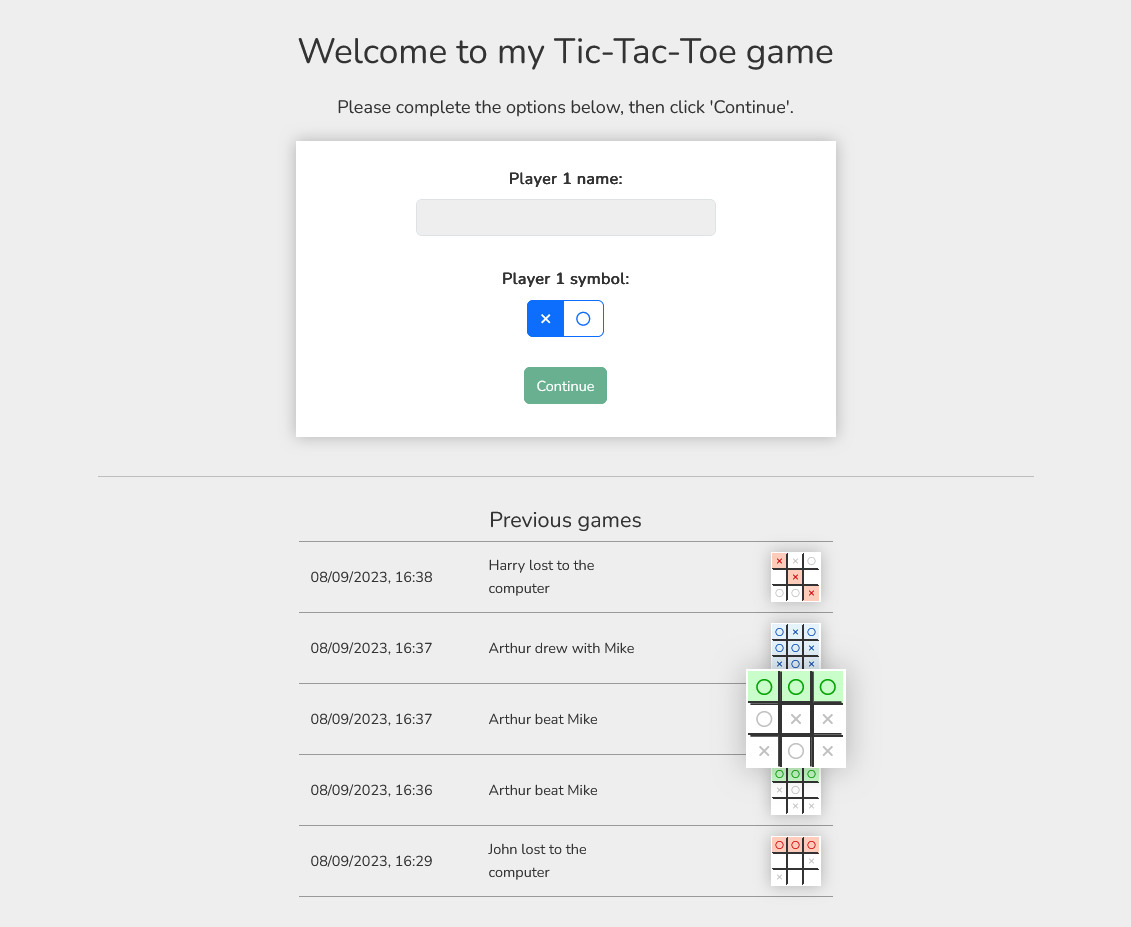 Welcome to my Tic-Tac-Toe game
Please complete the options below, then click 'Continue'.
Player 1 name:
Player 1 symbol:
× ○
Continue
Previous games
08/09/2023, 16:38 Harry lost to the
computer
× × ○
×
○ ○ ×
08/09/2023, 16:37 Arthur drew with Mike
○ × ○
○ ○ ×
× ○ ×
08/09/2023, 16:37 Arthur beat Mike
○ ○ ○
○ × ×
× ○ ×
08/09/2023, 16:36 Arthur beat Mike
○ ○ ○
× ○
× ×
08/09/2023, 16:29 John lost to the
computer
○ ○ ○
×
×